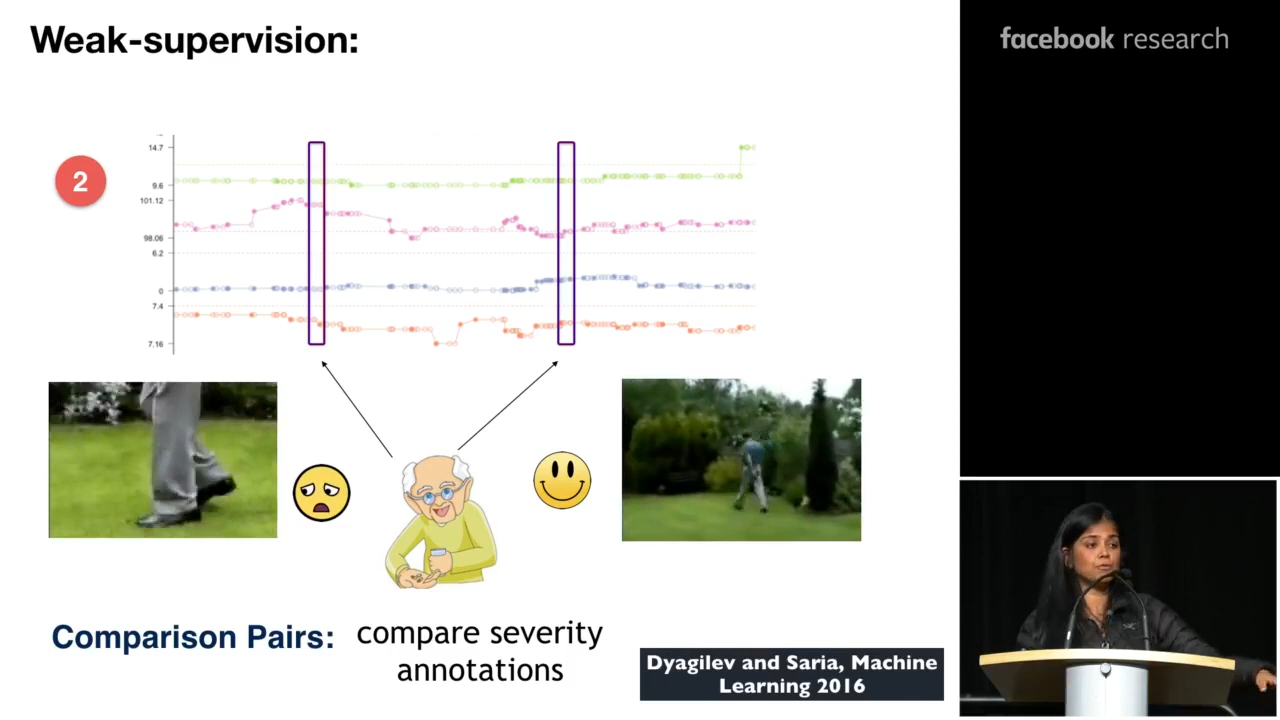 Weak-supervision:
facebook research
2
14.7
9.6
101.12
98.06
6.2
0
7.4
7.16
Comparison Pairs: compare severity
annotations
Dyagilev and Saria, Machine
Learning 2016